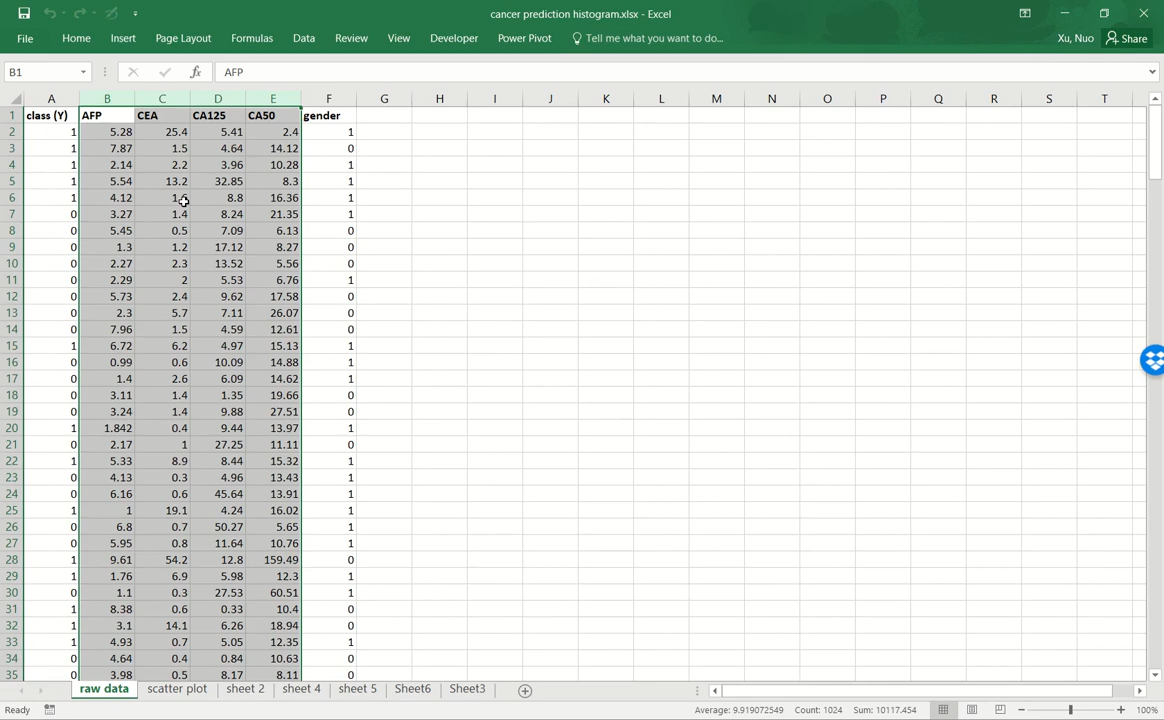 cancer prediction histogram.xlsx - Excel
File Home Insert Page Layout Formulas Data Review View Developer Power Pivot Tell me what you want to do... Xu, Nuo Share
B1 fx AFP
A B C D E F G H I J K L M N O P Q R S T
1 class (Y) AFP CEA CA125 CA50 gender
2 1 5.28 25.4 5.41 2.4 1
3 1 7.87 1.5 4.64 14.12 0
4 1 2.14 2.2 3.96 10.28 1
5 1 5.54 13.2 32.85 8.3 1
6 1 4.12 8.8 16.36 1
7 0 3.27 1.4 8.24 21.35 1
8 0 5.45 0.5 7.09 6.13 0
9 0 1.3 1.2 17.12 8.27 0
10 0 2.27 2.3 13.52 5.56 0
11 0 2.29 2 5.53 6.76 1
12 0 5.73 2.4 9.62 17.58 0
13 0 2.3 5.7 7.11 26.07 0
14 0 7.96 1.5 4.59 12.61 0
15 1 6.72 6.2 4.97 15.13 1
16 0 0.99 0.6 10.09 14.88 1
17 0 1.4 2.6 6.09 14.62 1
18 0 3.11 1.4 1.35 19.66 0
19 0 3.24 1.4 9.88 27.51 0
20 1 1.842 0.4 9.44 13.97 1
21 0 2.17 1 27.25 11.11 0
22 1 5.33 8.9 8.44 15.32 1
23 0 4.13 0.3 4.96 13.43 1
24 0 6.16 0.6 45.64 13.91 1
25 1 1 19.1 4.24 16.02 1
26 0 6.8 0.7 50.27 5.65 1
27 0 5.95 0.8 11.64 10.76 1
28 1 9.61 54.2 12.8 159.49 0
29 1 1.76 6.9 5.98 12.3 1
30 0 1.1 0.3 27.53 60.51 1
31 1 8.38 0.6 0.33 10.4 0
32 1 3.1 14.1 6.26 18.94 0
33 1 4.93 0.7 5.05 12.35 1
34 0 4.64 0.4 0.84 10.63 0
35 0 3.98 0.5 8.17 8.11 0
raw data scatter plot sheet 2 sheet 4 sheet 5 Sheet6 Sheet3
Ready Average: 9.919072549 Count: 1024 Sum: 10117.454 100%